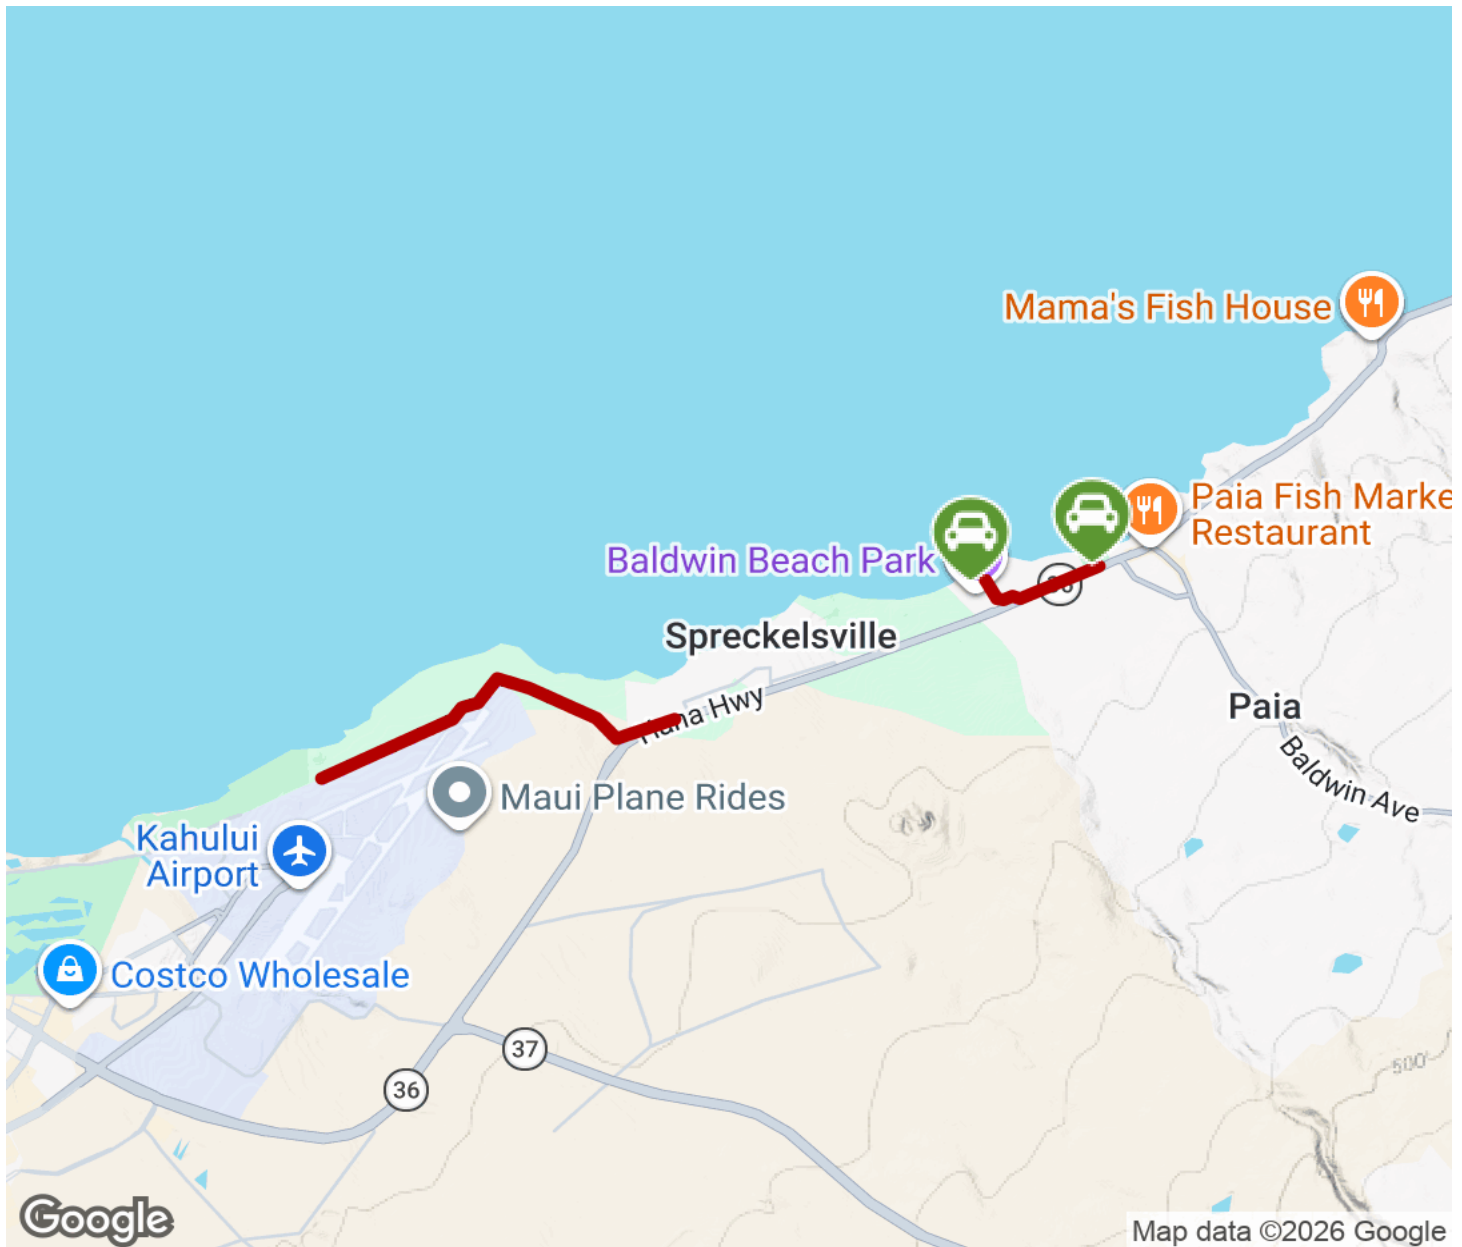 Mama's Fish House
Paia Fish Marke
Restaurant
Baldwin Beach Park
Spreckelsville
Hana Hwy
Paia
Baldwin Ave
Maui Plane Rides
Kahului
Airport
Costco Wholesale
37
36
500'
Google
Map data ©2026 Google